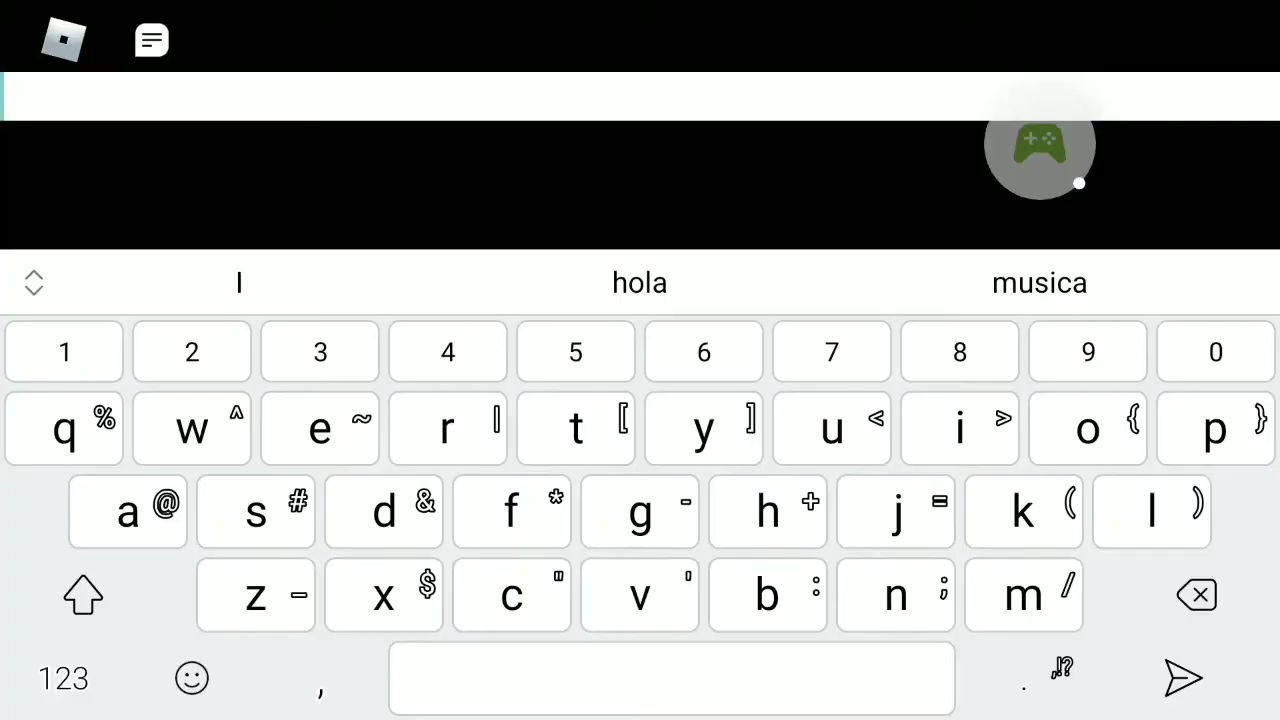 I hola musica
1 2 3 4 5 6 7 8 9 0
q % w ^ e ~ r | t [ y ] u < i > o { p }
a @ s # d & f * g - h + j = k ( l )
z _ x $ c " v ' b : n ; m /
123 , . ,!?